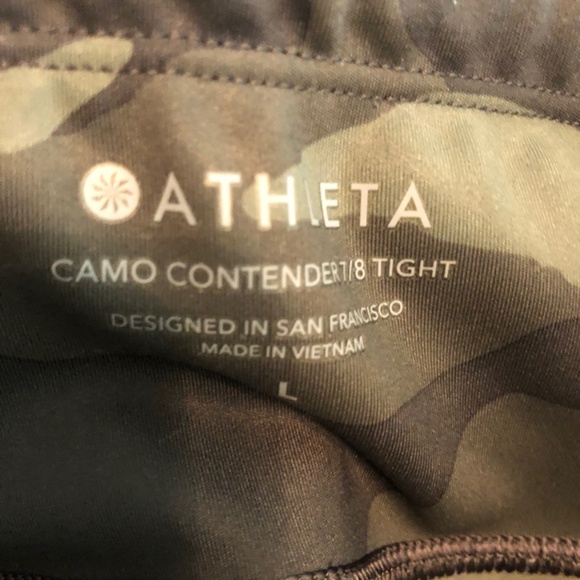 ATHLETA
CAMO CONTENDER 7/8 TIGHT
DESIGNED IN SAN FRANCISCO
MADE IN VIETNAM
L